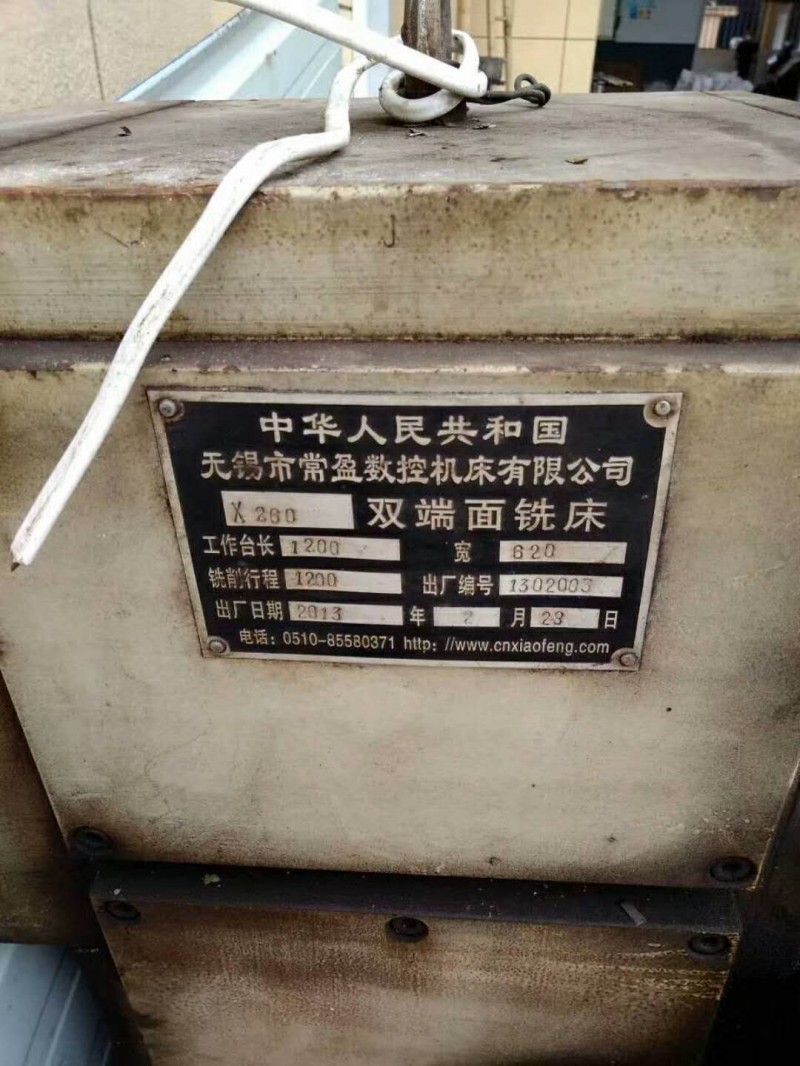 中华人民共和国
无锡市常盈数控机床有限公司
X260 双端面铣床
工作台长 1200 宽 620
铣削行程 1200 出厂编号 1302003
出厂日期 2013 年 2 月 23 日
电话：0510-85580371 http：//www.cnxiaofeng.com